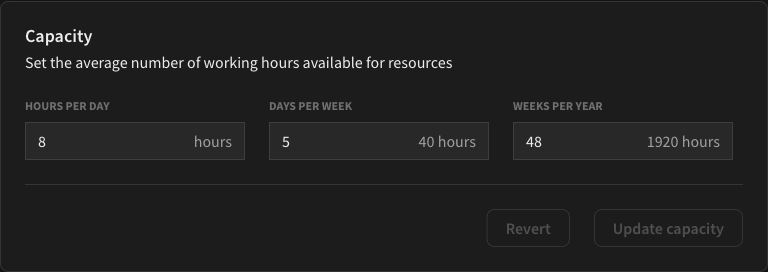 Capacity
Set the average number of working hours available for resources
HOURS PER DAY DAYS PER WEEK WEEKS PER YEAR
8 hours 5 40 hours 48 1920 hours
Revert Update capacity